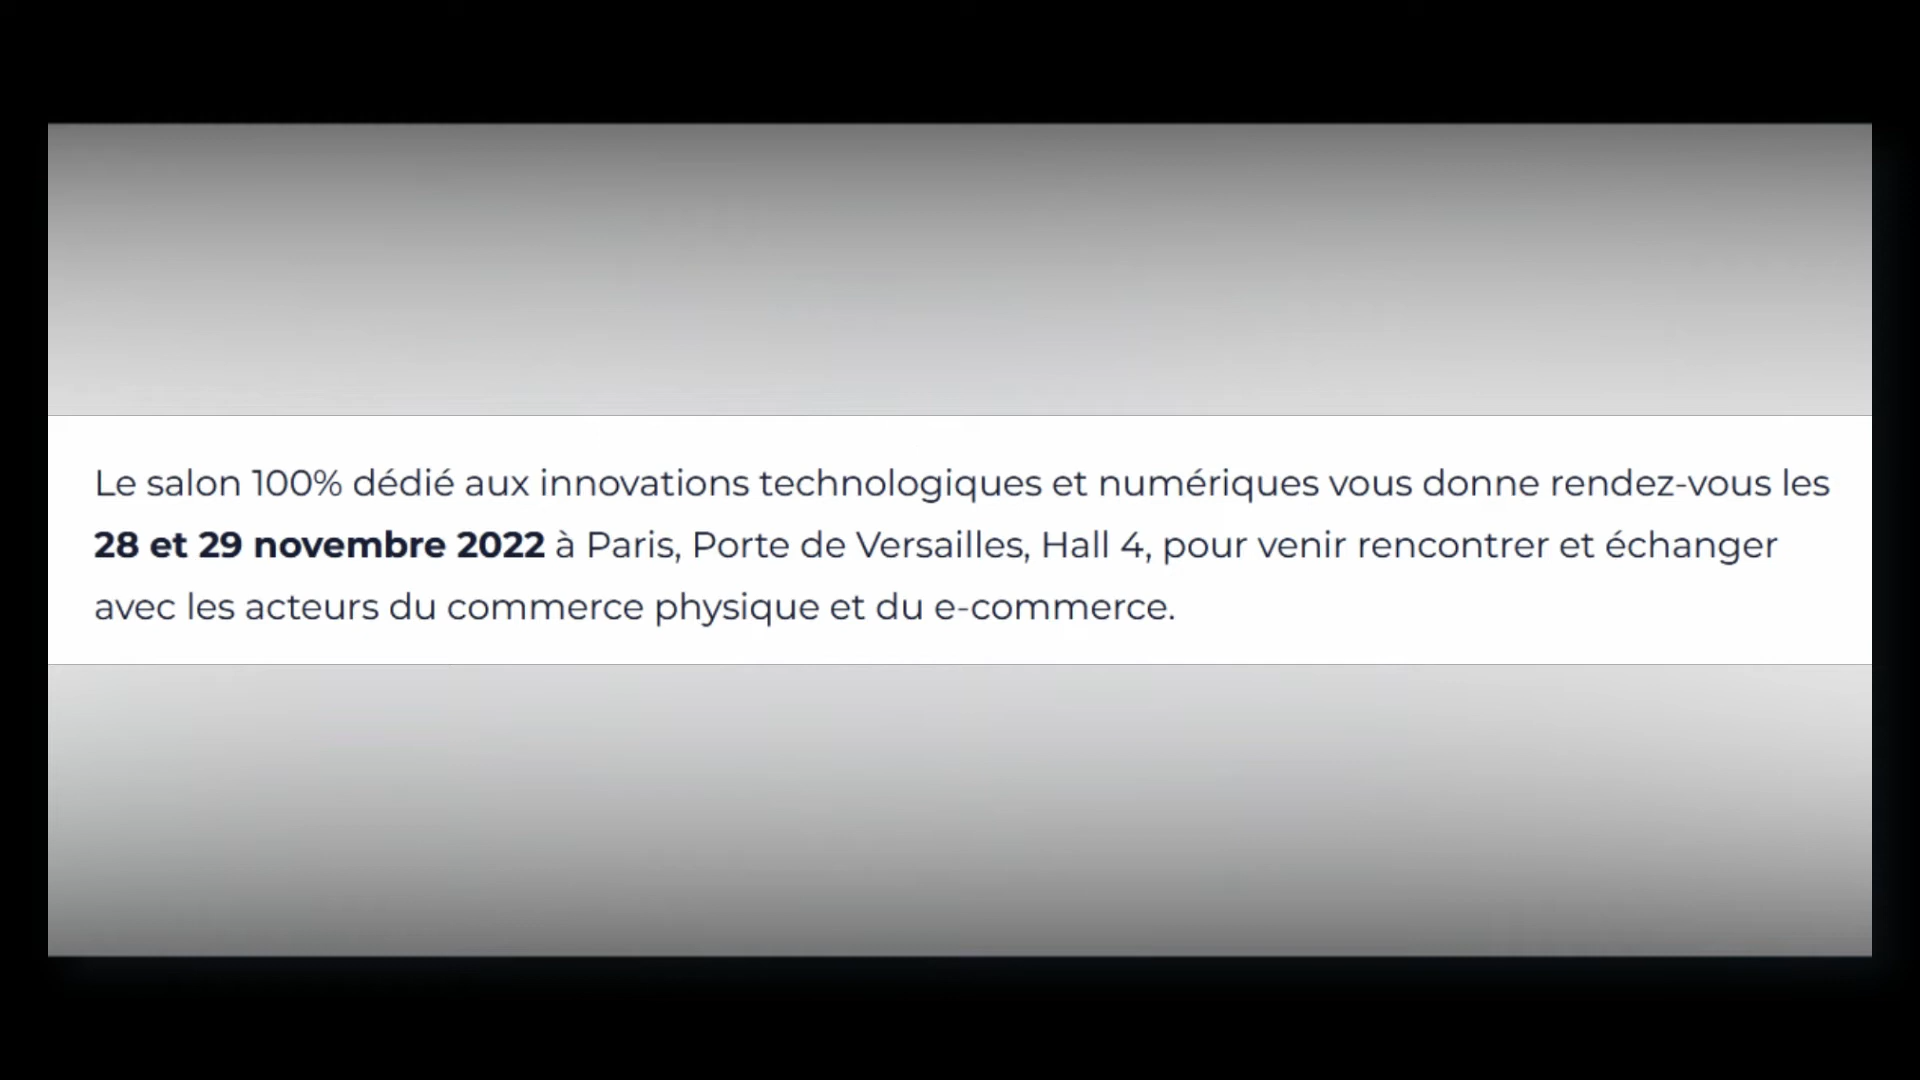 Le salon 100% dédié aux innovations technologiques et numériques vous donne rendez-vous les
28 et 29 novembre 2022 à Paris, Porte de Versailles, Hall 4, pour venir rencontrer et échanger
avec les acteurs du commerce physique et du e-commerce.